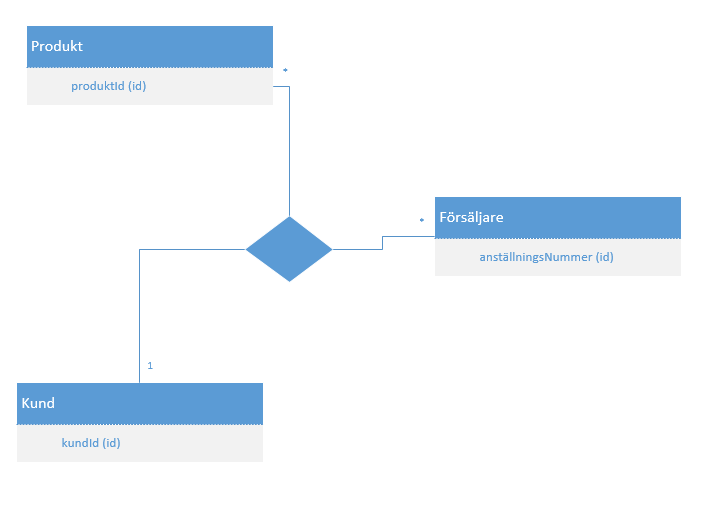 Produkt
produktId (id)
*
Försäljare
*
anställningsNummer (id)
1
Kund
kundId (id)